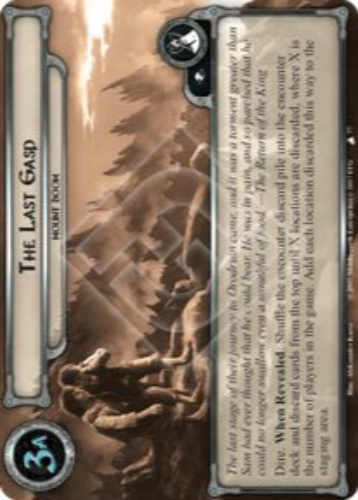 3A
THE LAST GASP
MOUNT DOOM
The last stage of their journey to Orodruin came, and it was a torment greater than
Sam had ever thought that he could bear. He was in pain, and so parched that he
could no longer swallow even a mouthful of food. —The Return of the King
Dire. When Revealed: Shuffle the encounter discard pile into the encounter
deck and discard cards from the top until X locations are discarded, where X is
the number of players in the game. Add each location discarded this way to the
staging area.
Illus. Aleksander Karcz